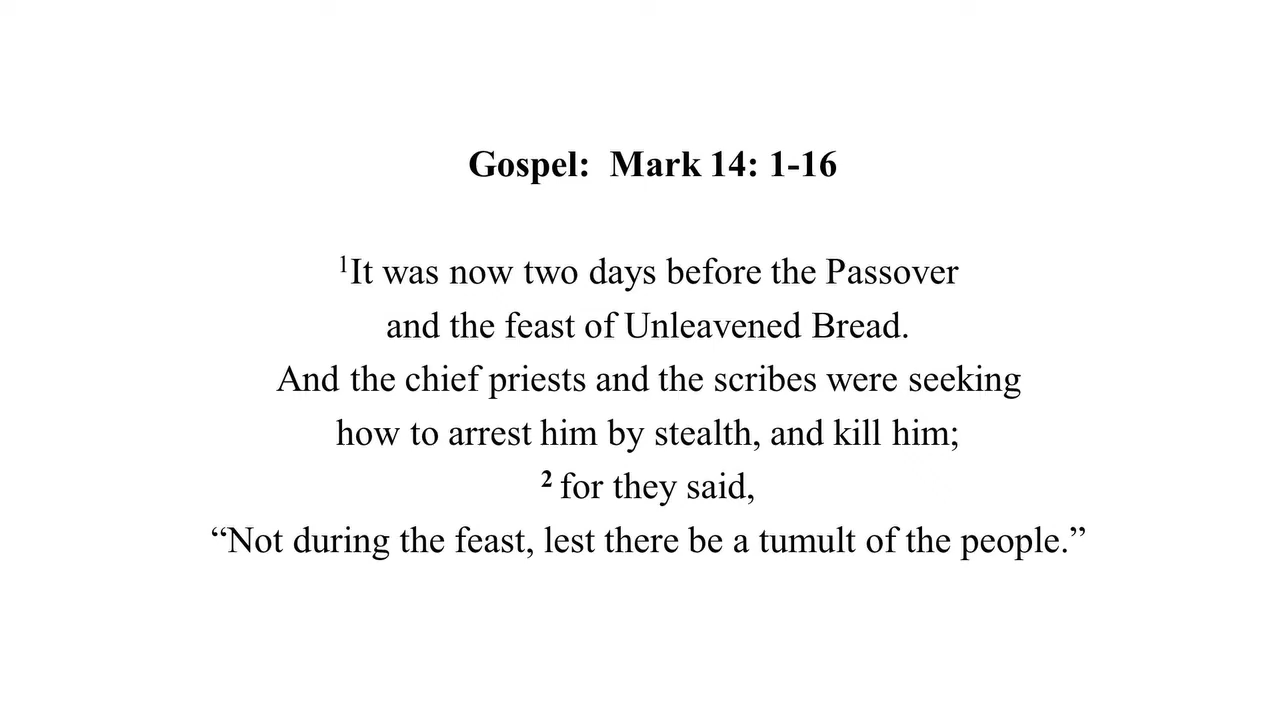 Gospel:  Mark 14: 1-16
¹It was now two days before the Passover
and the feast of Unleavened Bread.
And the chief priests and the scribes were seeking
how to arrest him by stealth, and kill him;
² for they said,
“Not during the feast, lest there be a tumult of the people.”